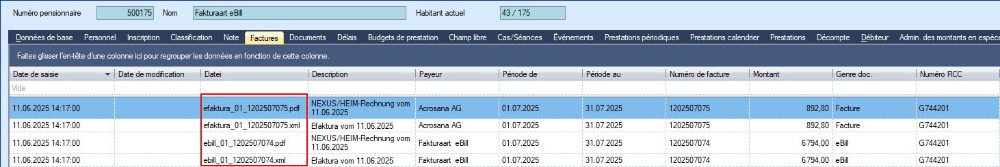 Numéro pensionnaire 500175 Nom Fakturaart eBill Habitant actuel 43 / 175
Données de base Personnel Inscription Classification Note Factures Documents Délais Budgets de prestation Champ libre Cas/Séances Évènements Prestations périodiques Prestations calendrier Prestations Décompte Débiteur Admin. des montants en espèce
Faites glisser l'en-tête d'une colonne ici pour regrouper les données en fonction de cette colonne.
Date de saisie Date de modification Datei Description Payeur Période de Période au Numéro de facture Montant Genre doc. Numéro RCC
Vide
11.06.2025 14:17:00 efaktura_01_1202507075.pdf NEXUS/HEIM-Rechnung vom
11.06.2025 Acrosana AG 01.07.2025 31.07.2025 1202507075 892,80 Facture G744201
11.06.2025 14:17:00 efaktura_01_1202507075.xml Efaktura vom 11.06.2025 Acrosana AG 01.07.2025 31.07.2025 1202507075 892,80 Facture G744201
11.06.2025 14:17:00 ebill_01_1202507074.pdf NEXUS/HEIM-Rechnung vom
11.06.2025 Fakturaart eBill 01.07.2025 31.07.2025 1202507074 6794,00 eBill G744201
11.06.2025 14:17:00 ebill_01_1202507074.xml Efaktura vom 11.06.2025 Fakturaart eBill 01.07.2025 31.07.2025 1202507074 6794,00 eBill G744201